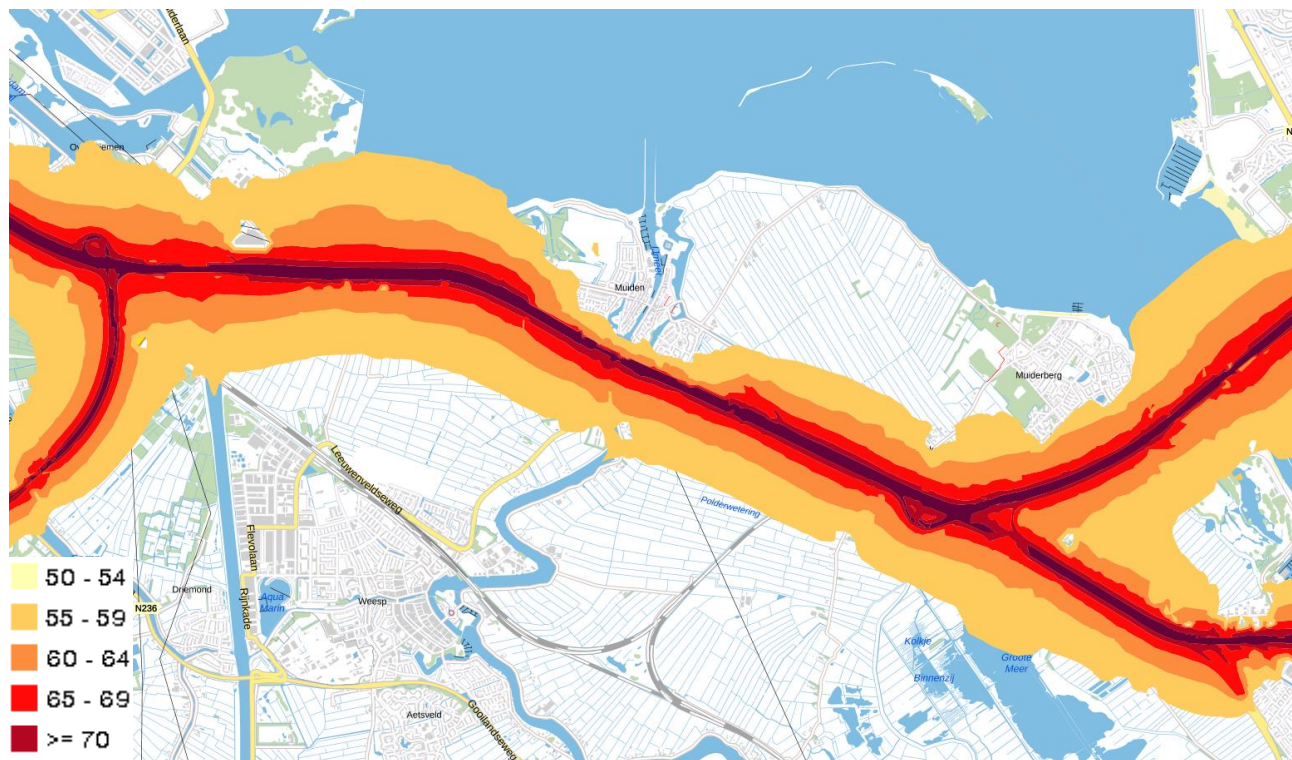 Muiden
Muiderberg
Leeuwenveldseweg
Polderwetering
Flevolaan
Driemond
Aqua
Marin
Rijnkade
Weesp
N236
Kolkje
Binnenzij
Groote
Meer
Aetsveld
Gooilandseweg
50 - 54
55 - 59
60 - 64
65 - 69
>= 70